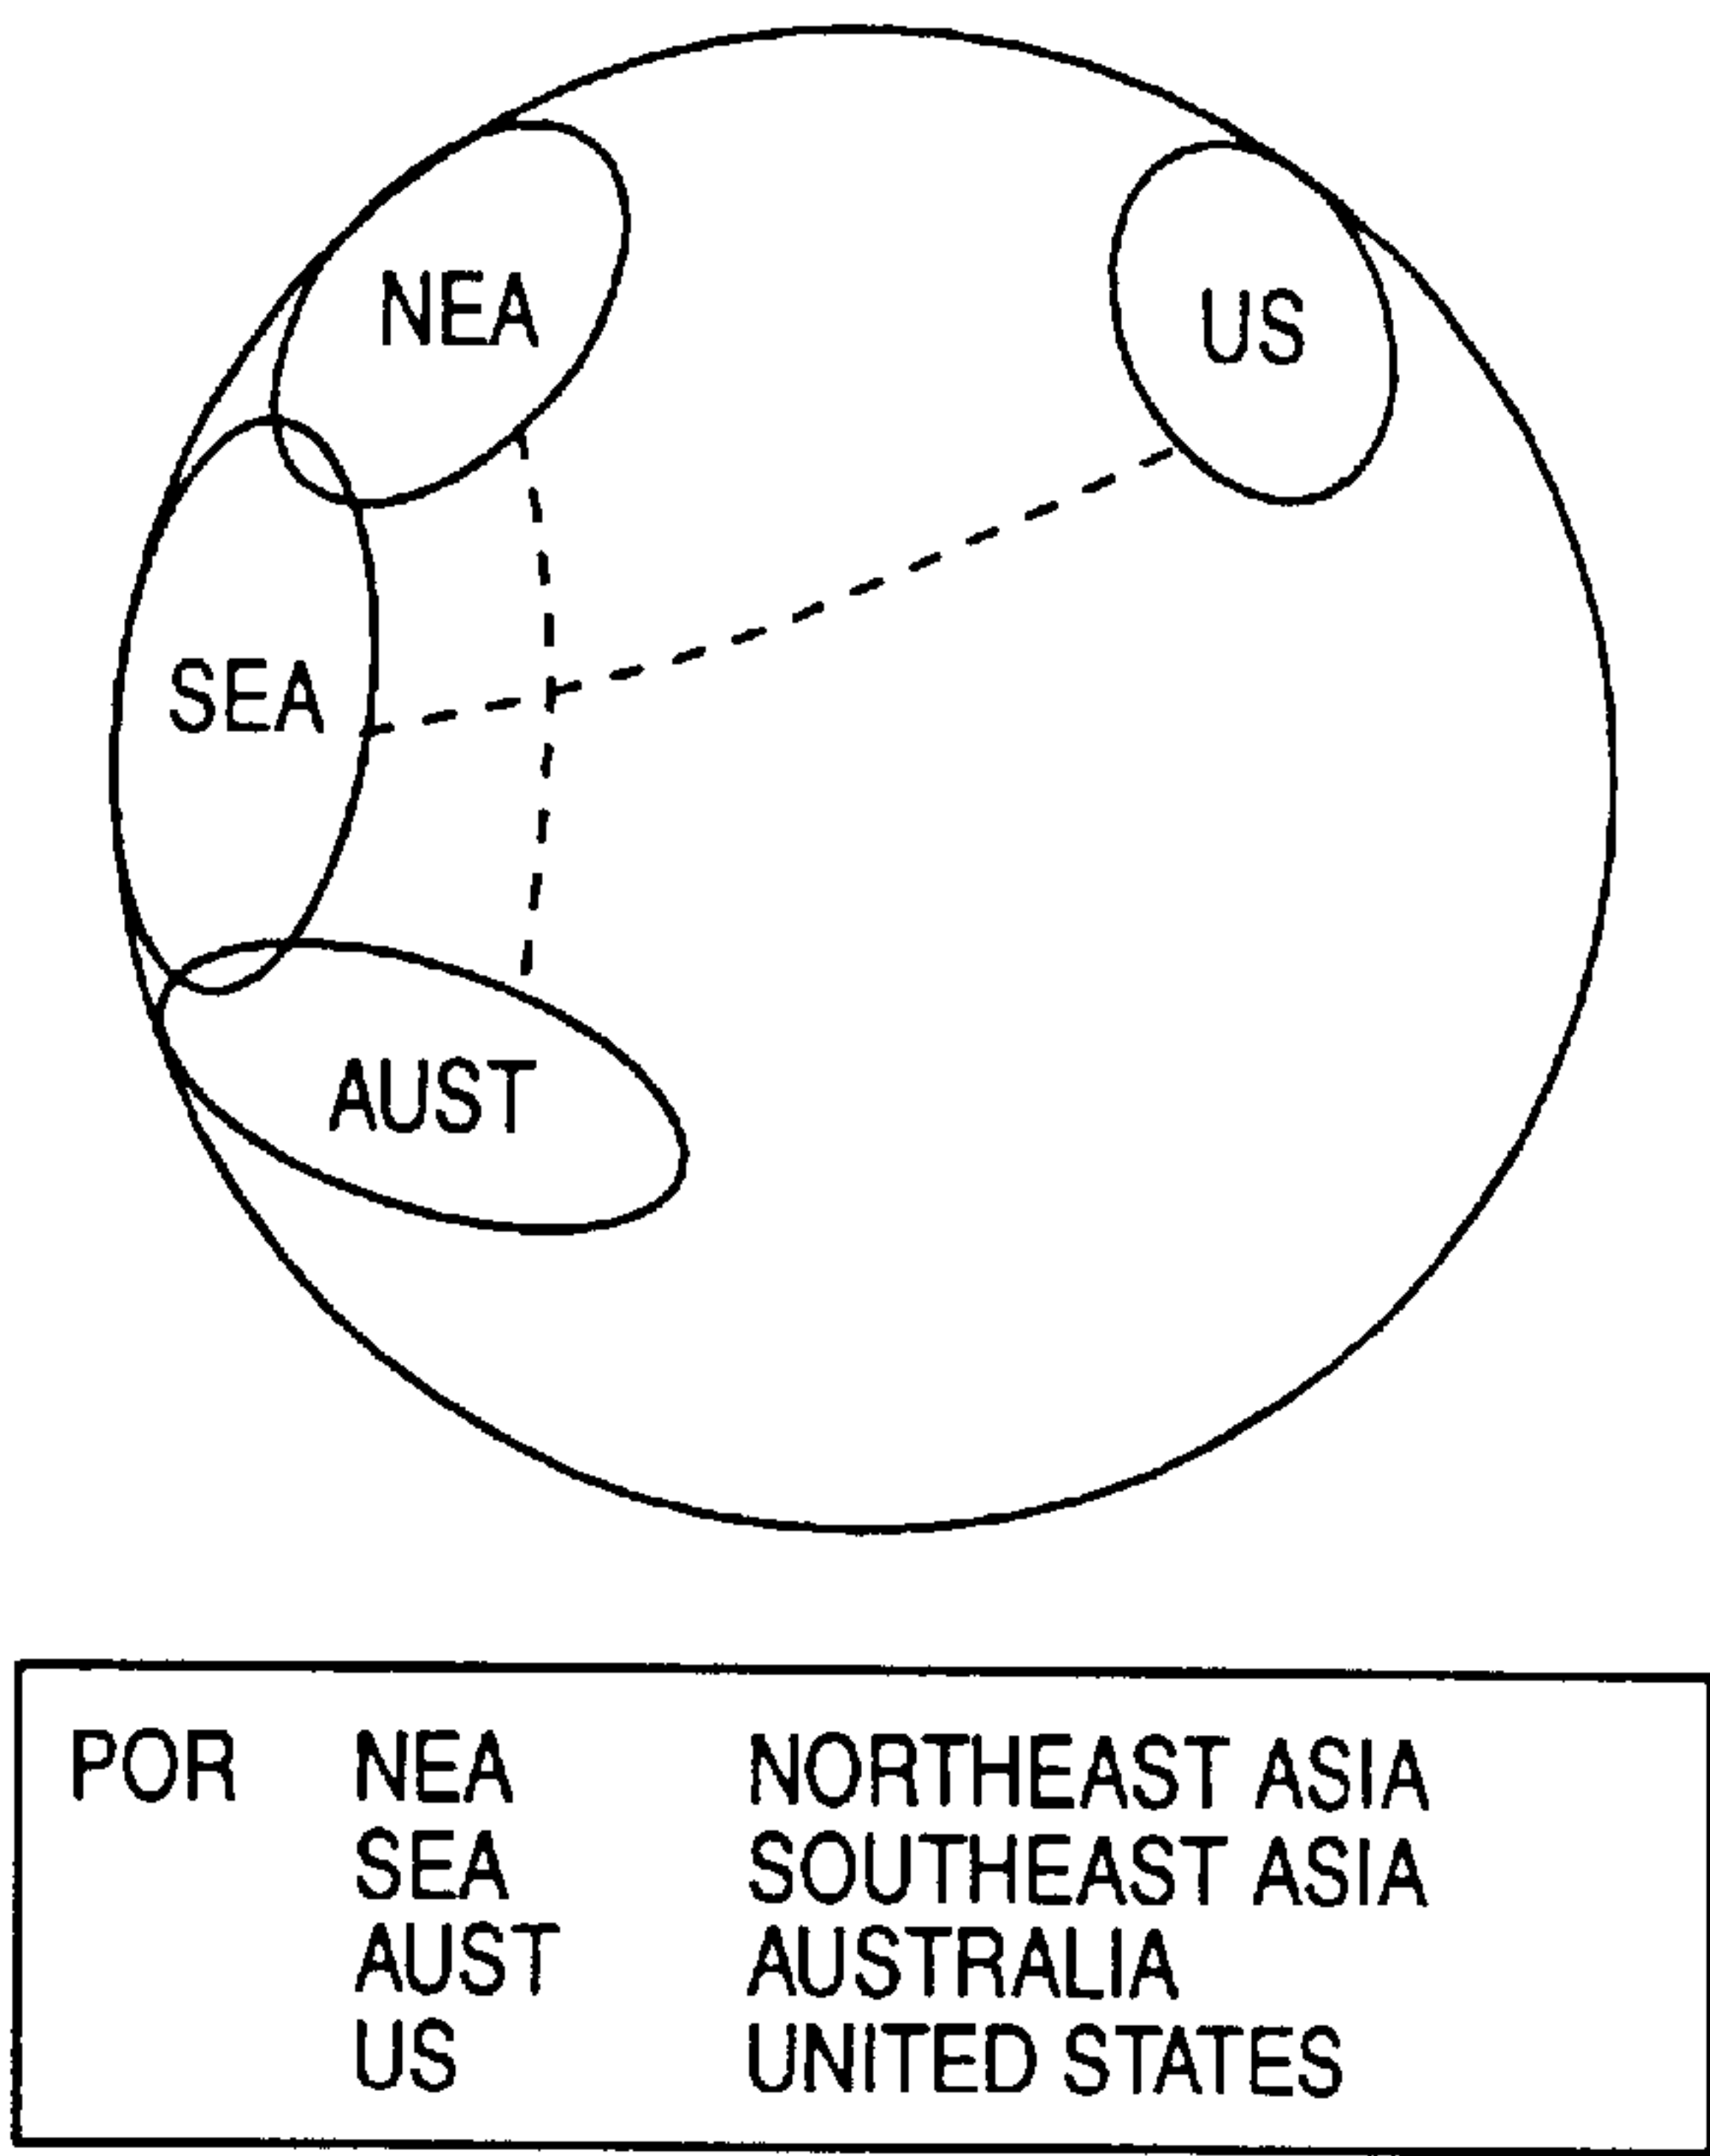 NEA
US
SEA
AUST
POR NEA NORTHEAST ASIA
SEA SOUTHEAST ASIA
AUST AUSTRALIA
US UNITED STATES